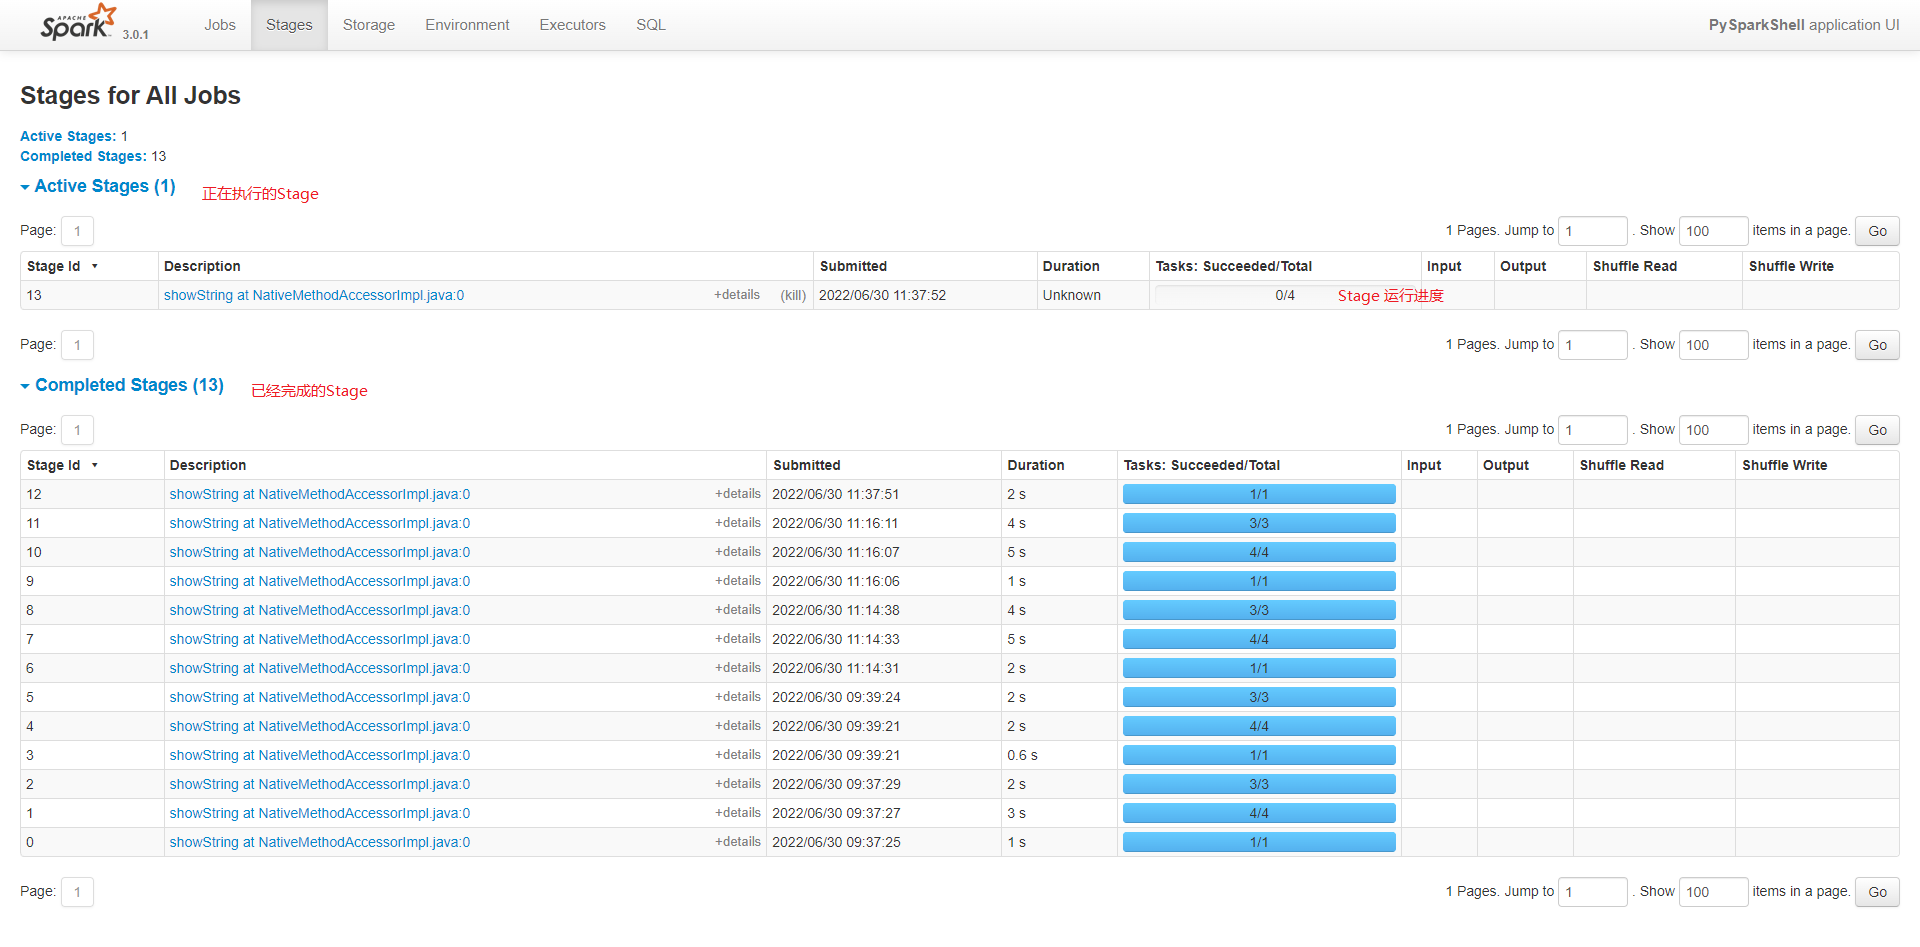 APACHE Spark 3.0.1 Jobs Stages Storage Environment Executors SQL PySparkShell application UI
Stages for All Jobs
Active Stages: 1
Completed Stages: 13
Active Stages (1) 正在执行的Stage
Page: 1 1 Pages. Jump to 1 . Show 100 items in a page. Go
Stage Id Description Submitted Duration Tasks: Succeeded/Total Input Output Shuffle Read Shuffle Write
13 showString at NativeMethodAccessorImpl.java:0 +details (kill) 2022/06/30 11:37:52 Unknown 0/4 Stage 运行进度
Page: 1 1 Pages. Jump to 1 . Show 100 items in a page. Go
Completed Stages (13) 已经完成的Stage
Page: 1 1 Pages. Jump to 1 . Show 100 items in a page. Go
Stage Id Description Submitted Duration Tasks: Succeeded/Total Input Output Shuffle Read Shuffle Write
12 showString at NativeMethodAccessorImpl.java:0 +details 2022/06/30 11:37:51 2 s 1/1
11 showString at NativeMethodAccessorImpl.java:0 +details 2022/06/30 11:16:11 4 s 3/3
10 showString at NativeMethodAccessorImpl.java:0 +details 2022/06/30 11:16:07 5 s 4/4
9 showString at NativeMethodAccessorImpl.java:0 +details 2022/06/30 11:16:06 1 s 1/1
8 showString at NativeMethodAccessorImpl.java:0 +details 2022/06/30 11:14:38 4 s 3/3
7 showString at NativeMethodAccessorImpl.java:0 +details 2022/06/30 11:14:33 5 s 4/4
6 showString at NativeMethodAccessorImpl.java:0 +details 2022/06/30 11:14:31 2 s 1/1
5 showString at NativeMethodAccessorImpl.java:0 +details 2022/06/30 09:39:24 2 s 3/3
4 showString at NativeMethodAccessorImpl.java:0 +details 2022/06/30 09:39:21 2 s 4/4
3 showString at NativeMethodAccessorImpl.java:0 +details 2022/06/30 09:39:21 0.6 s 1/1
2 showString at NativeMethodAccessorImpl.java:0 +details 2022/06/30 09:37:29 2 s 3/3
1 showString at NativeMethodAccessorImpl.java:0 +details 2022/06/30 09:37:27 3 s 4/4
0 showString at NativeMethodAccessorImpl.java:0 +details 2022/06/30 09:37:25 1 s 1/1
Page: 1 1 Pages. Jump to 1 . Show 100 items in a page. Go